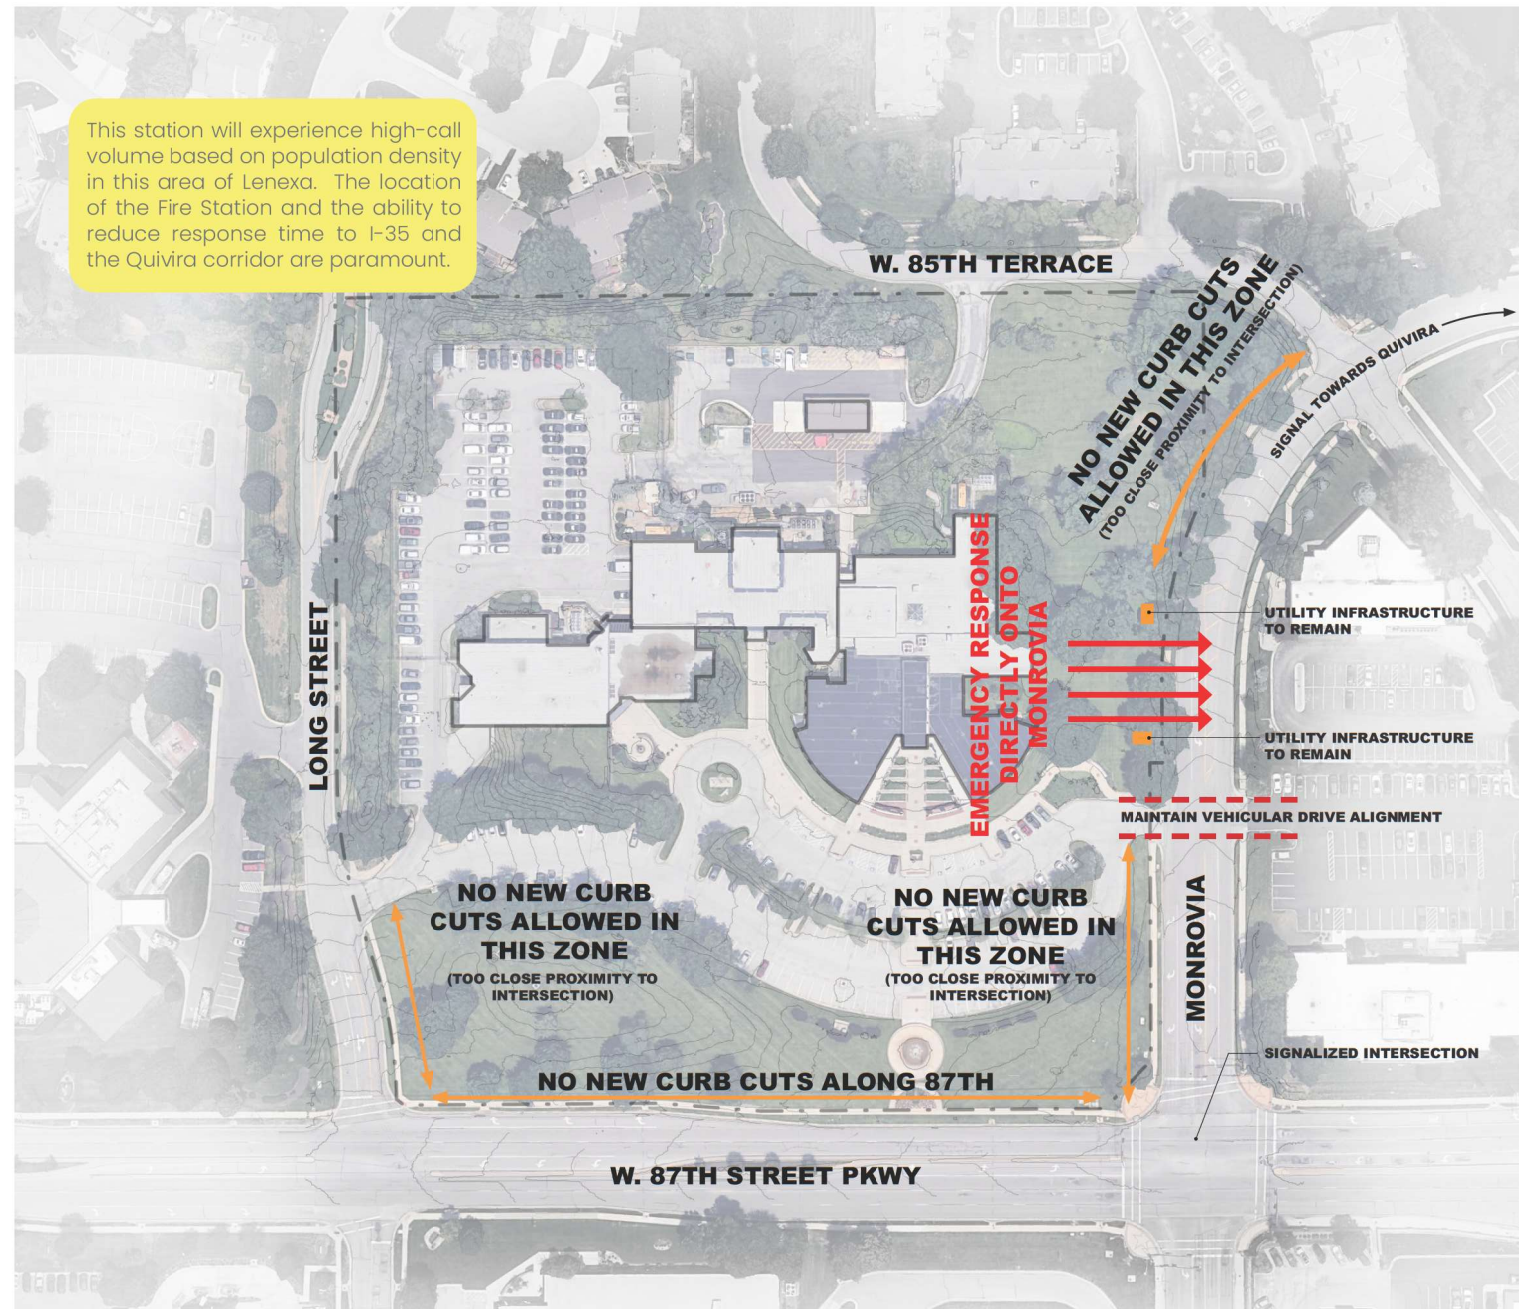 This station will experience high-call
volume based on population density
in this area of Lenexa. The location
of the Fire Station and the ability to
reduce response time to I-35 and
the Quivira corridor are paramount.
W. 85TH TERRACE
NO NEW CURB CUTS
ALLOWED IN THIS ZONE
(TOO CLOSE PROXIMITY TO INTERSECTION)
SIGNAL TOWARDS QUIVIRA
LONG STREET
EMERGENCY RESPONSE
DIRECTLY ONTO
MONROVIA
UTILITY INFRASTRUCTURE
TO REMAIN
UTILITY INFRASTRUCTURE
TO REMAIN
MAINTAIN VEHICULAR DRIVE ALIGNMENT
NO NEW CURB
CUTS ALLOWED IN
THIS ZONE
(TOO CLOSE PROXIMITY TO
INTERSECTION)
NO NEW CURB
CUTS ALLOWED IN
THIS ZONE
(TOO CLOSE PROXIMITY TO
INTERSECTION)
MONROVIA
SIGNALIZED INTERSECTION
NO NEW CURB CUTS ALONG 87TH
W. 87TH STREET PKWY